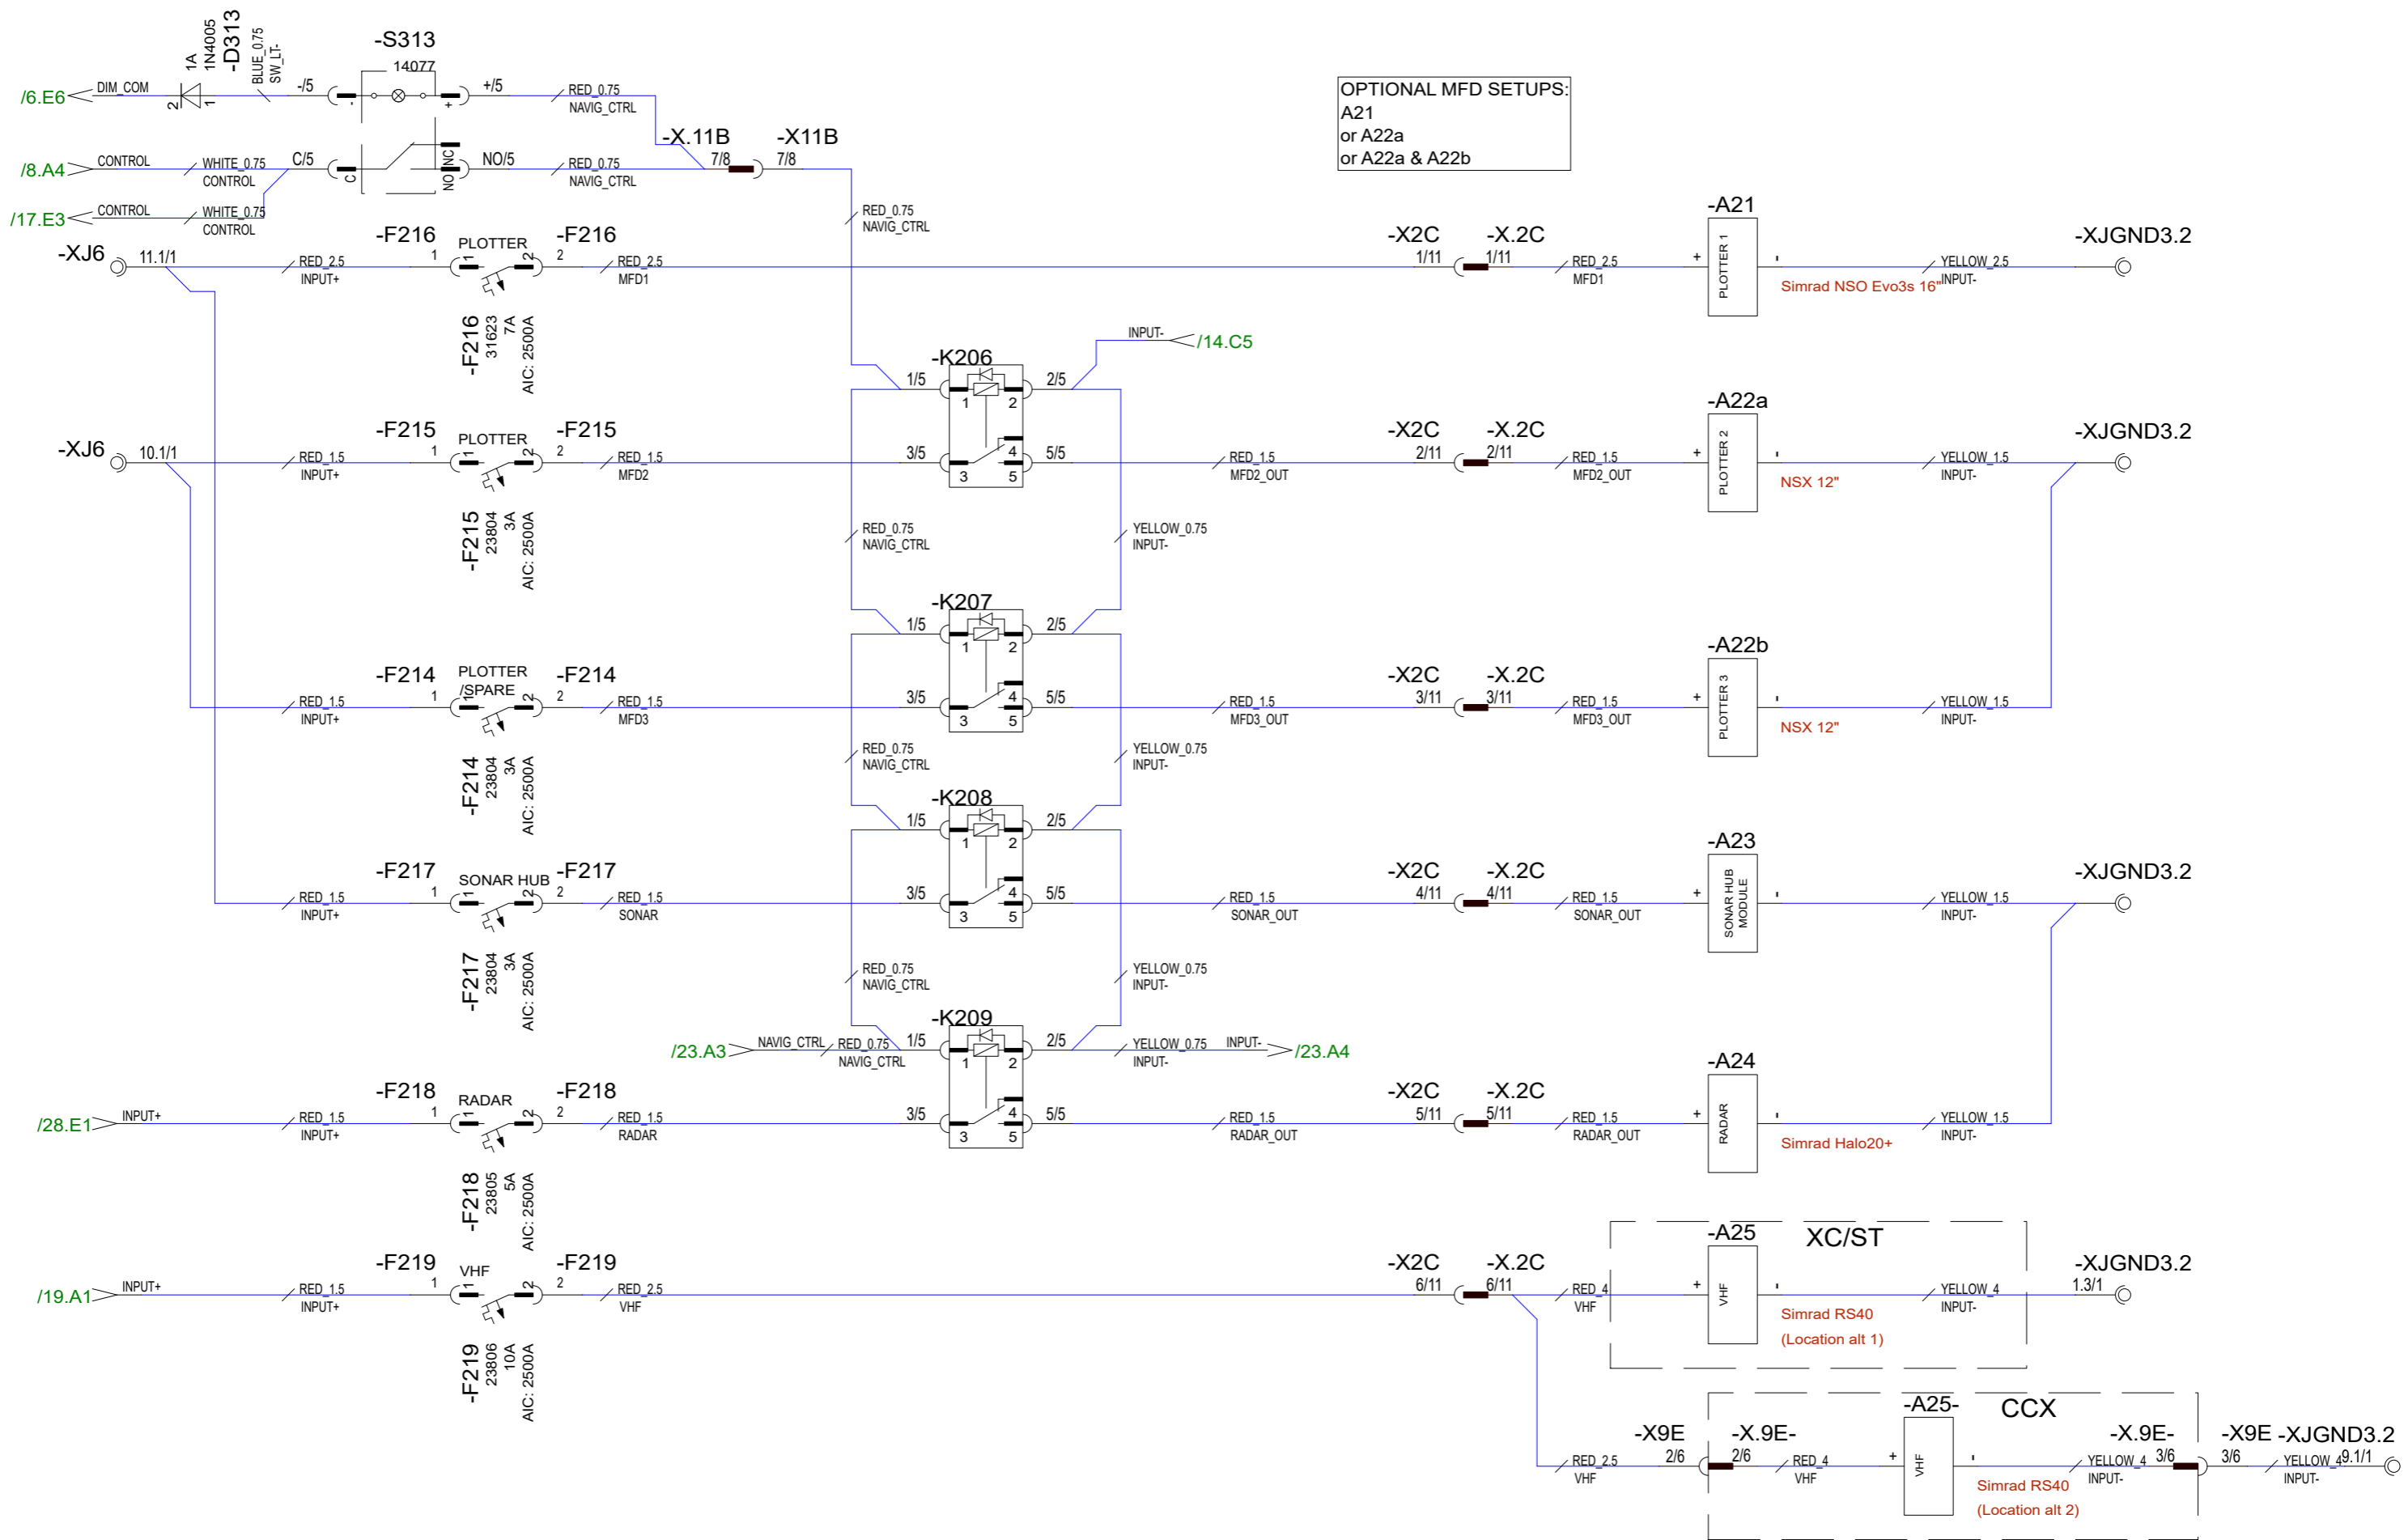 -D313
1N4005
1A
BLUE_0.75
SW_LT-
-S313
14077
/6.E6
DIM_COM
2
1
-/5
-
+
+/5
RED_0.75
NAVIG_CTRL
OPTIONAL MFD SETUPS:
A21
or A22a
or A22a & A22b
-X.11B
-X11B
7/8
7/8
/8.A4
CONTROL
WHITE_0.75
CONTROL
C/5
C
NC
NO
NO/5
RED_0.75
NAVIG_CTRL
/17.E3
CONTROL
WHITE_0.75
CONTROL
RED_0.75
NAVIG_CTRL
-XJ6
11.1/1
RED_2.5
INPUT+
-F216
1
PLOTTER
1
2
-F216
2
RED_2.5
MFD1
-X2C
1/11
-X.2C
1/11
RED_2.5
MFD1
-A21
+
PLOTTER 1
-
Simrad NSO Evo3s 16"
YELLOW_2.5
INPUT-
-XJGND3.2
-F216
31623
7A
AIC: 2500A
INPUT-
/14.C5
-K206
1/5
1
2
2/5
-XJ6
10.1/1
RED_1.5
INPUT+
-F215
1
PLOTTER
1
2
-F215
2
RED_1.5
MFD2
3/5
3
4
5
5/5
RED_1.5
MFD2_OUT
-X2C
2/11
-X.2C
2/11
RED_1.5
MFD2_OUT
-A22a
+
PLOTTER 2
-
NSX 12"
YELLOW_1.5
INPUT-
-XJGND3.2
-F215
23804
3A
AIC: 2500A
RED_0.75
NAVIG_CTRL
YELLOW_0.75
INPUT-
-K207
1/5
1
2
2/5
-F214
1
PLOTTER
/SPARE
1
2
-F214
2
RED_1.5
INPUT+
RED_1.5
MFD3
3/5
3
4
5
5/5
RED_1.5
MFD3_OUT
-X2C
3/11
-X.2C
3/11
RED_1.5
MFD3_OUT
-A22b
+
PLOTTER 3
-
NSX 12"
YELLOW_1.5
INPUT-
-F214
23804
3A
AIC: 2500A
RED_0.75
NAVIG_CTRL
YELLOW_0.75
INPUT-
-K208
1/5
1
2
2/5
-F217
1
SONAR HUB
1
2
-F217
2
RED_1.5
INPUT+
RED_1.5
SONAR
3/5
3
4
5
5/5
RED_1.5
SONAR_OUT
-X2C
4/11
-X.2C
4/11
RED_1.5
SONAR_OUT
-A23
+
SONAR HUB
MODULE
-
YELLOW_1.5
INPUT-
-XJGND3.2
-F217
23804
3A
AIC: 2500A
RED_0.75
NAVIG_CTRL
YELLOW_0.75
INPUT-
-K209
/23.A3
NAVIG_CTRL
RED_0.75
NAVIG_CTRL
1/5
1
2
2/5
YELLOW_0.75
INPUT-
INPUT-
/23.A4
/28.E1
INPUT+
RED_1.5
INPUT+
-F218
1
RADAR
1
2
-F218
2
RED_1.5
RADAR
3/5
3
4
5
5/5
RED_1.5
RADAR_OUT
-X2C
5/11
-X.2C
5/11
RED_1.5
RADAR_OUT
-A24
+
RADAR
-
Simrad Halo20+
YELLOW_1.5
INPUT-
-F218
23805
5A
AIC: 2500A
/19.A1
INPUT+
RED_1.5
INPUT+
-F219
1
VHF
1
2
-F219
2
RED_2.5
VHF
-X2C
6/11
-X.2C
6/11
RED_4
VHF
XC/ST
-A25
+
VHF
-
Simrad RS40
(Location alt 1)
YELLOW_4
INPUT-
-XJGND3.2
1.3/1
-F219
23806
10A
AIC: 2500A
CCX
RED_2.5
VHF
-X9E
2/6
-X.9E-
2/6
RED_4
VHF
-A25-
+
VHF
-
Simrad RS40
(Location alt 2)
YELLOW_4
INPUT-
-X.9E-
3/6
-X9E
3/6
YELLOW_4
INPUT-
-XJGND3.2
9.1/1